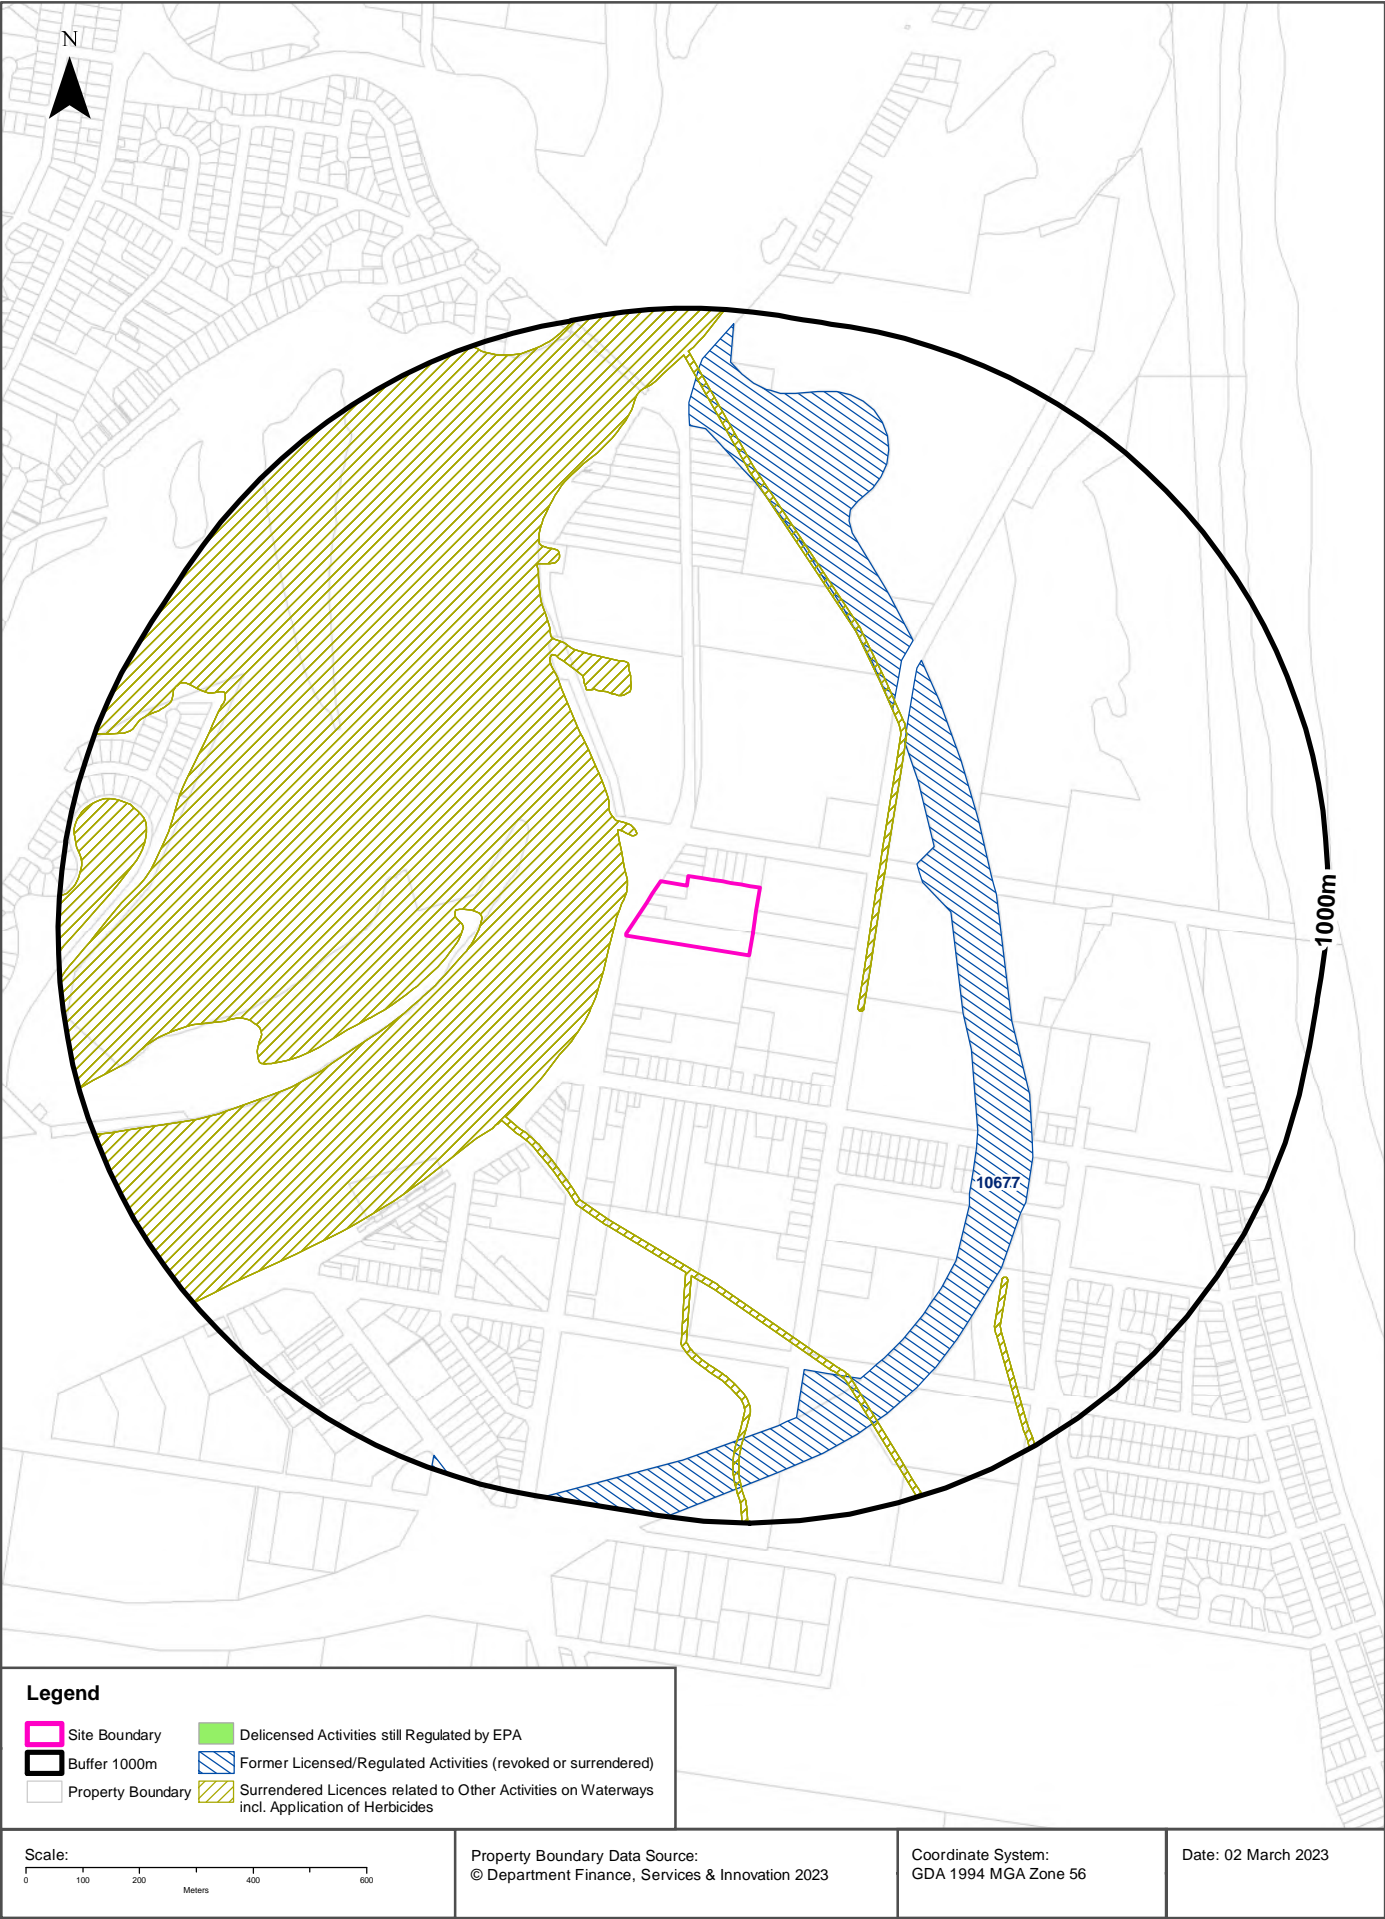 N
1000m
10677
Legend
Site Boundary
Delicensed Activities still Regulated by EPA
Buffer 1000m
Former Licensed/Regulated Activities (revoked or surrendered)
Property Boundary
Surrendered Licences related to Other Activities on Waterways
incl. Application of Herbicides
Scale:
0 100 200 400 600
Meters
Property Boundary Data Source:
© Department Finance, Services & Innovation 2023
Coordinate System:
GDA 1994 MGA Zone 56
Date: 02 March 2023